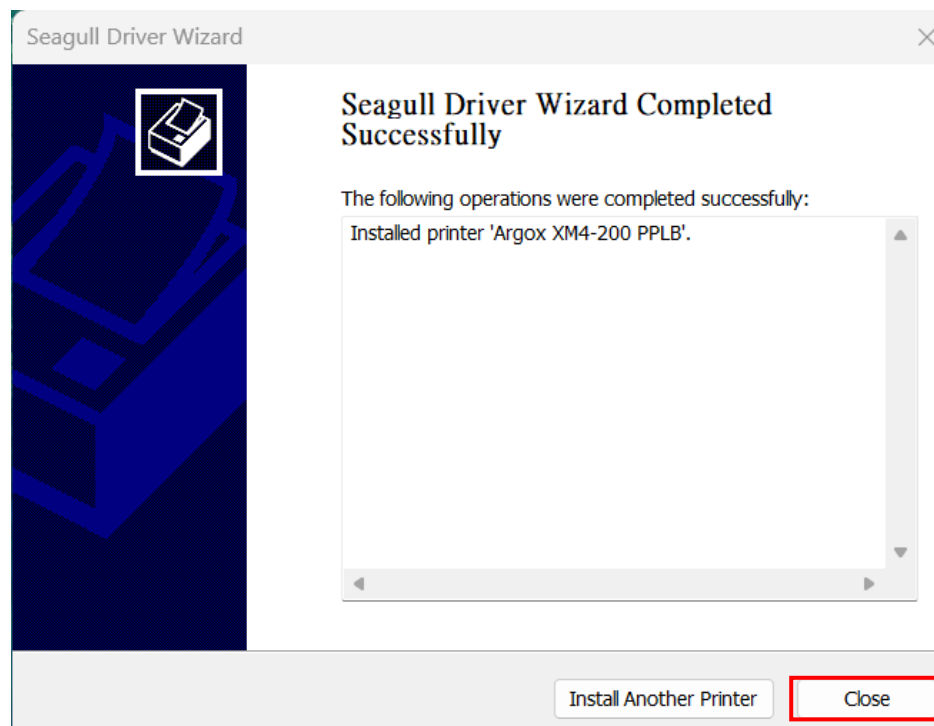 Seagull Driver Wizard
Seagull Driver Wizard Completed
Successfully
The following operations were completed successfully:
Installed printer 'Argox XM4-200 PPLB'.
Install Another Printer
Close